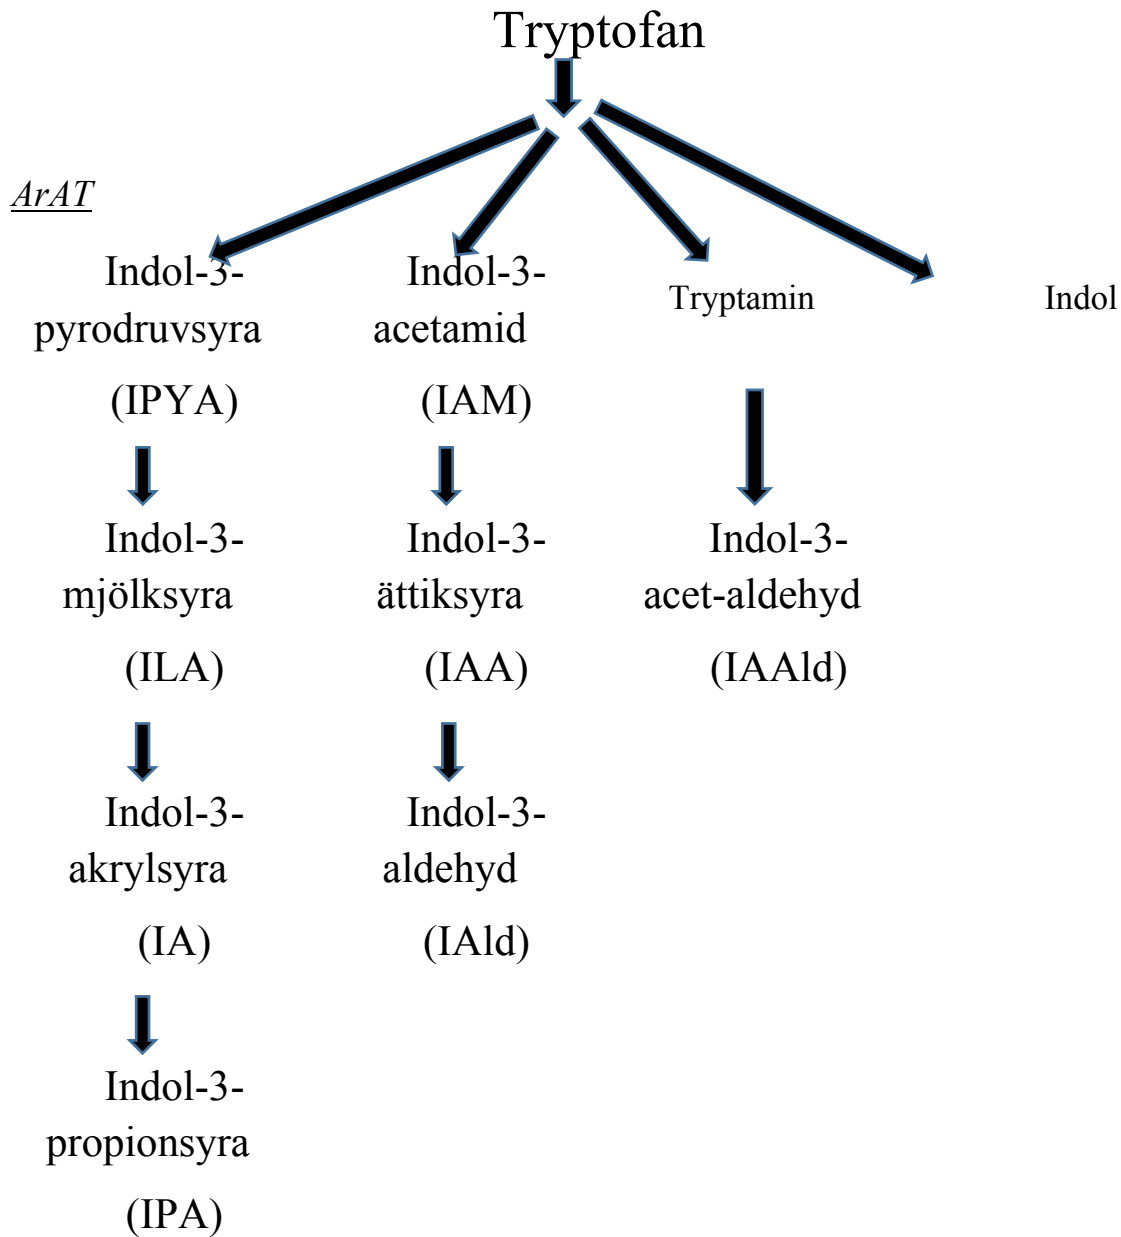 Tryptofan
ArAT
Indol-3-
pyrodruvsyra
(IPYA)
Indol-3-
acetamid
(IAM)
Tryptamin
Indol
Indol-3-
mjölksyra
(ILA)
Indol-3-
ättiksyra
(IAA)
Indol-3-
acet-aldehyd
(IAAld)
Indol-3-
akrylsyra
(IA)
Indol-3-
aldehyd
(IAld)
Indol-3-
propionsyra
(IPA)